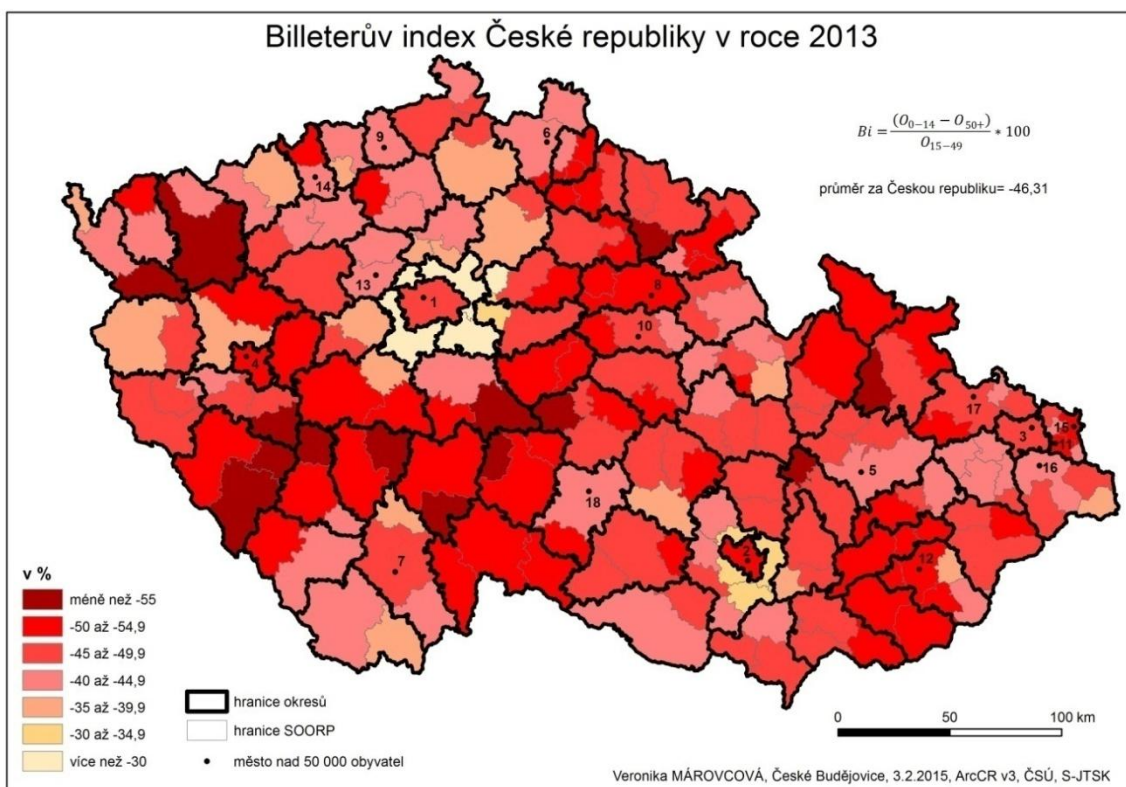 Billeterův index České republiky v roce 2013
Bi = (O0−14 − O50+) / O15−49 * 100
průměr za Českou republiku= -46,31
9
6
14
13
1
8
10
4
17
3
15
11
5
16
18
2
12
7
v %
méně než -55
-50 až -54,9
-45 až -49,9
-40 až -44,9
-35 až -39,9
-30 až -34,9
více než -30
hranice okresů
hranice SOORP
město nad 50 000 obyvatel
0 50 100 km
Veronika MÁROVCOVÁ, České Budějovice, 3.2.2015, ArcCR v3, ČSÚ, S-JTSK